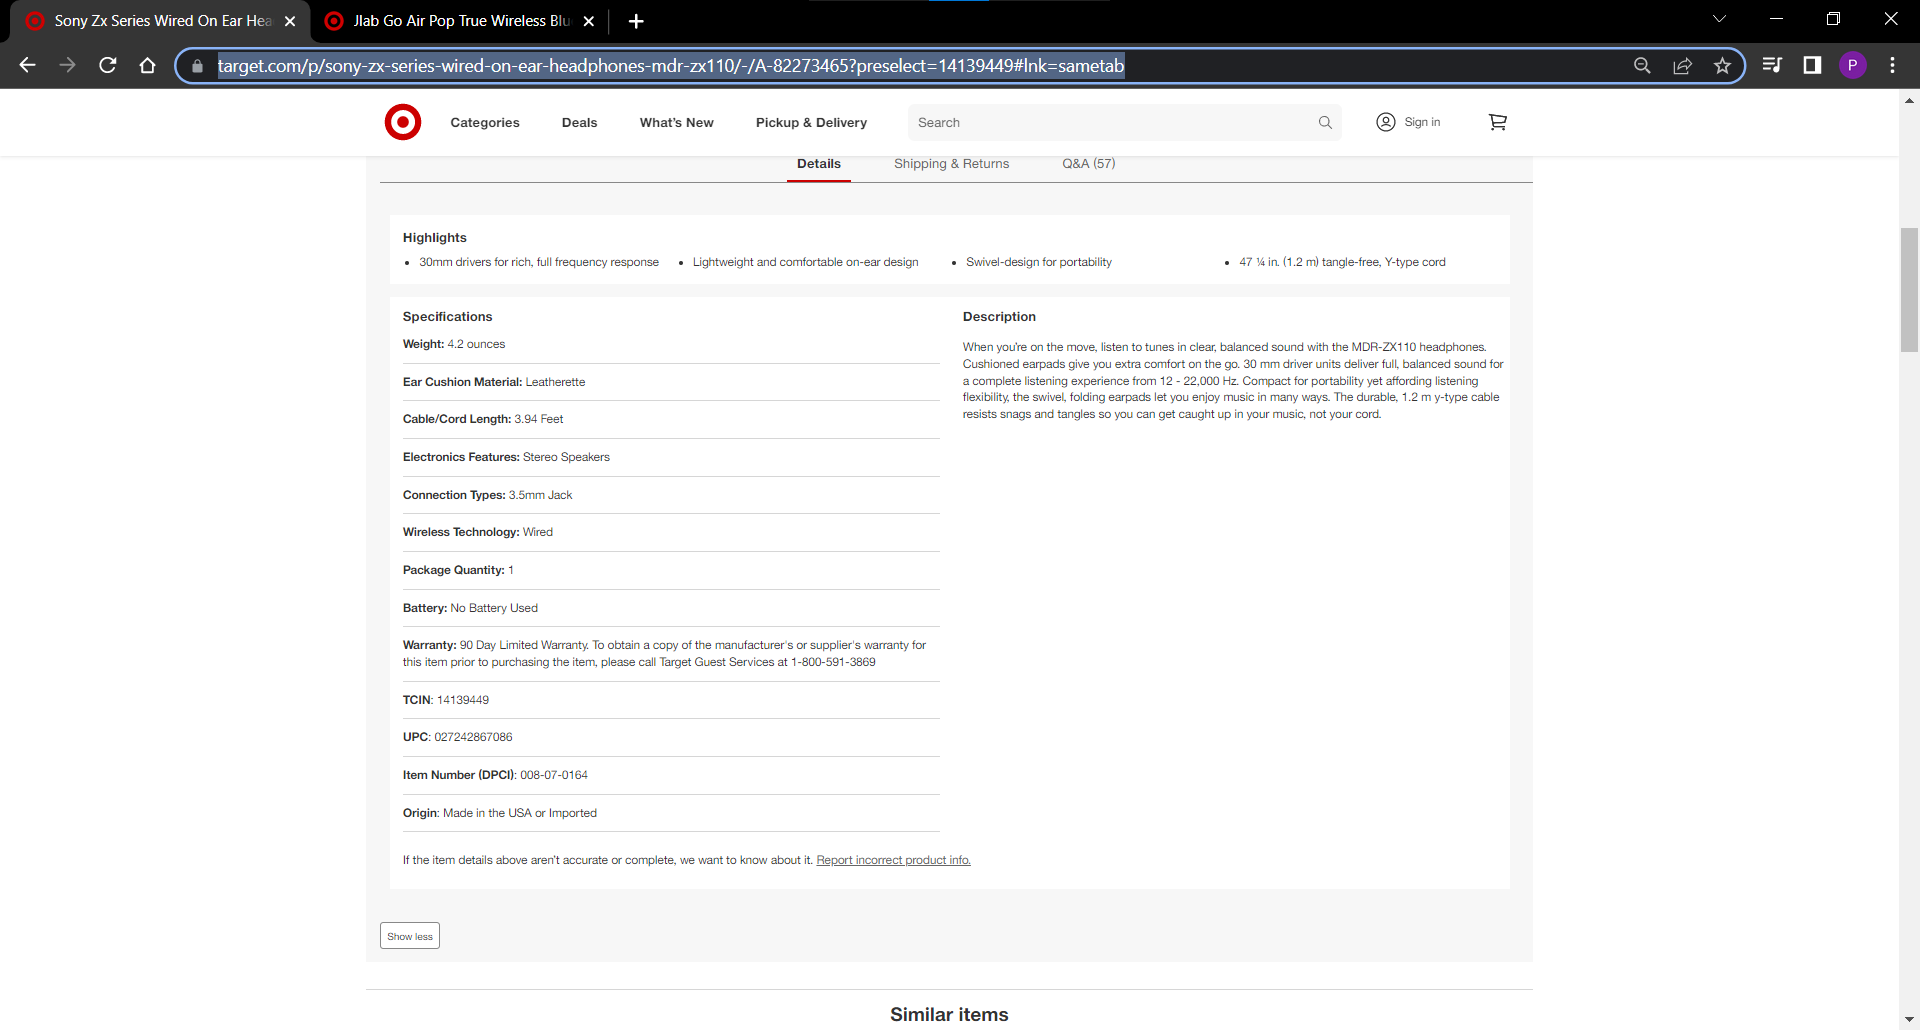 Sony Zx Series Wired On Ear Hea
Jlab Go Air Pop True Wireless Blu
target.com/p/sony-zx-series-wired-on-ear-headphones-mdr-zx110/-/A-82273465?preselect=14139449#lnk=sametab
P
Categories
Deals
What's New
Pickup & Delivery
Search
Sign in
Details
Shipping & Returns
Q&A (57)
Highlights
• 30mm drivers for rich, full frequency response
• Lightweight and comfortable on-ear design
• Swivel-design for portability
• 47 ¼ in. (1.2 m) tangle-free, Y-type cord
Specifications
Weight: 4.2 ounces
Ear Cushion Material: Leatherette
Cable/Cord Length: 3.94 Feet
Electronics Features: Stereo Speakers
Connection Types: 3.5mm Jack
Wireless Technology: Wired
Package Quantity: 1
Battery: No Battery Used
Warranty: 90 Day Limited Warranty. To obtain a copy of the manufacturer's or supplier's warranty for
this item prior to purchasing the item, please call Target Guest Services at 1-800-591-3869
TCIN: 14139449
UPC: 027242867086
Item Number (DPCI): 008-07-0164
Origin: Made in the USA or Imported
If the item details above aren't accurate or complete, we want to know about it. Report incorrect product info.
Description
When you're on the move, listen to tunes in clear, balanced sound with the MDR-ZX110 headphones.
Cushioned earpads give you extra comfort on the go. 30 mm driver units deliver full, balanced sound for
a complete listening experience from 12 - 22,000 Hz. Compact for portability yet affording listening
flexibility, the swivel, folding earpads let you enjoy music in many ways. The durable, 1.2 m y-type cable
resists snags and tangles so you can get caught up in your music, not your cord.
Show less
Similar items